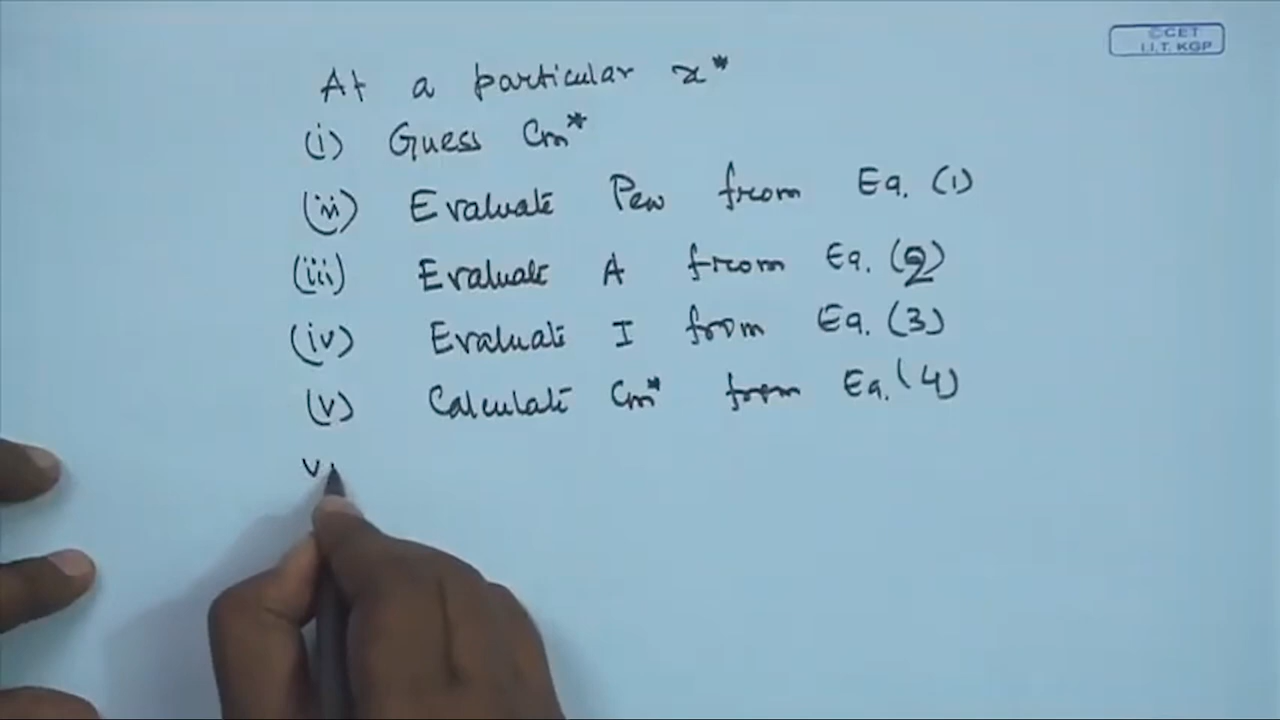 ©CET
I.I.T. KGP
At a particular x*
(i) Guess Cm*
(ii) Evaluate Pew from Eq. (1)
(iii) Evaluate A from Eq. (2)
(iv) Evaluate I from Eq. (3)
(v) Calculate Cm* from Eq. (4)
v